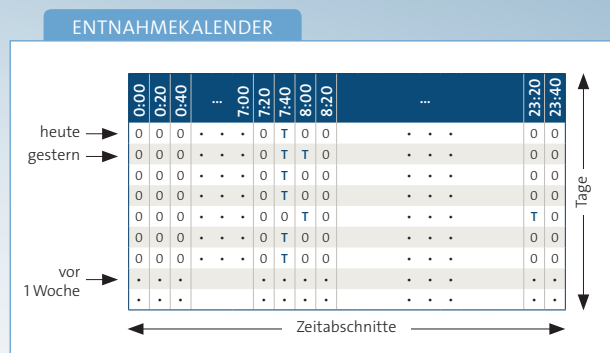 ENTNAHMEKALENDER
0:00 0:20 0:40 ... 7:00 7:20 7:40 8:00 8:20 ... 23:20 23:40
heute 0 0 0 • • • 0 T 0 0 • • • 0 0
gestern 0 0 0 • • • 0 T T 0 • • • 0 0
0 0 0 • • • 0 T 0 0 • • • 0 0
0 0 0 • • • 0 T 0 0 • • • 0 0
0 0 0 • • • 0 0 T 0 • • • T 0
0 0 0 • • • 0 T 0 0 • • • 0 0
0 0 0 • • • 0 T 0 0 • • • 0 0
vor
1 Woche
• • • • • • • • • • • •
• • • • • • • • • • • •
Tage
Zeitabschnitte